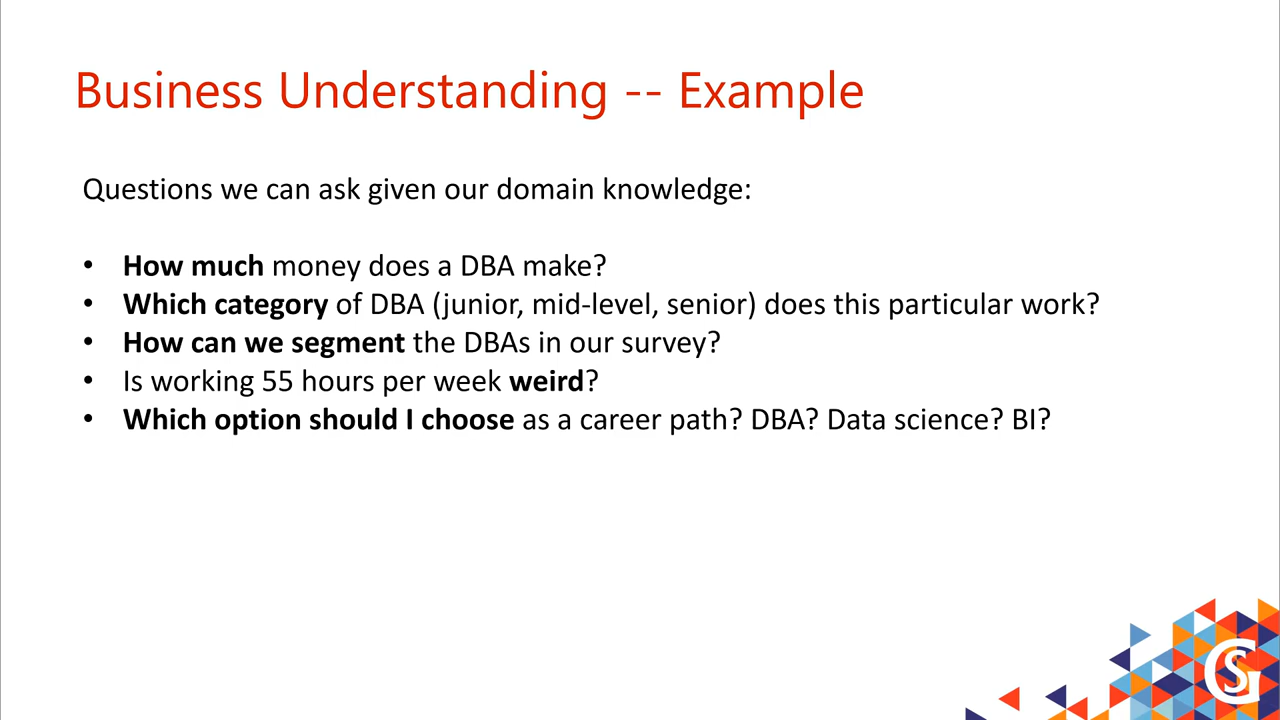 Business Understanding -- Example
Questions we can ask given our domain knowledge:
• How much money does a DBA make?
• Which category of DBA (junior, mid-level, senior) does this particular work?
• How can we segment the DBAs in our survey?
• Is working 55 hours per week weird?
• Which option should I choose as a career path? DBA? Data science? BI?
GS